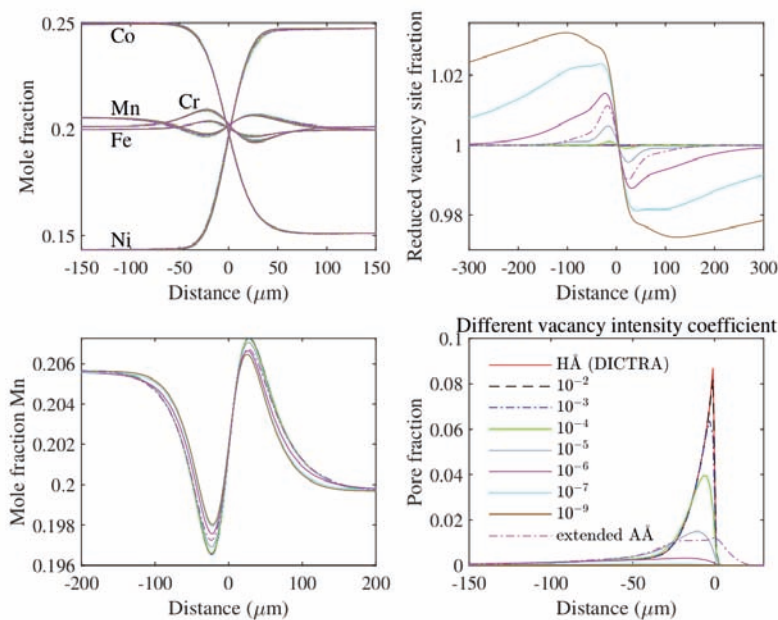 0.25
Co
Mn
Cr
0.2
Fe
0.15
Ni
Mole fraction
-150 -100 -50 0 50 100 150
Distance (μm)
1.02
1
0.98
Reduced vacancy site fraction
-300 -200 -100 0 100 200 300
Distance (μm)
0.206
0.204
0.202
0.2
0.198
0.196
Mole fraction Mn
-200 -100 0 100 200
Distance (μm)
Different vacancy intensity coefficient
0.1
0.08
0.06
0.04
0.02
0
Pore fraction
HÅ (DICTRA)
10⁻²
10⁻³
10⁻⁴
10⁻⁵
10⁻⁶
10⁻⁷
10⁻⁹
extended AÅ
-150 -100 -50 0
Distance (μm)